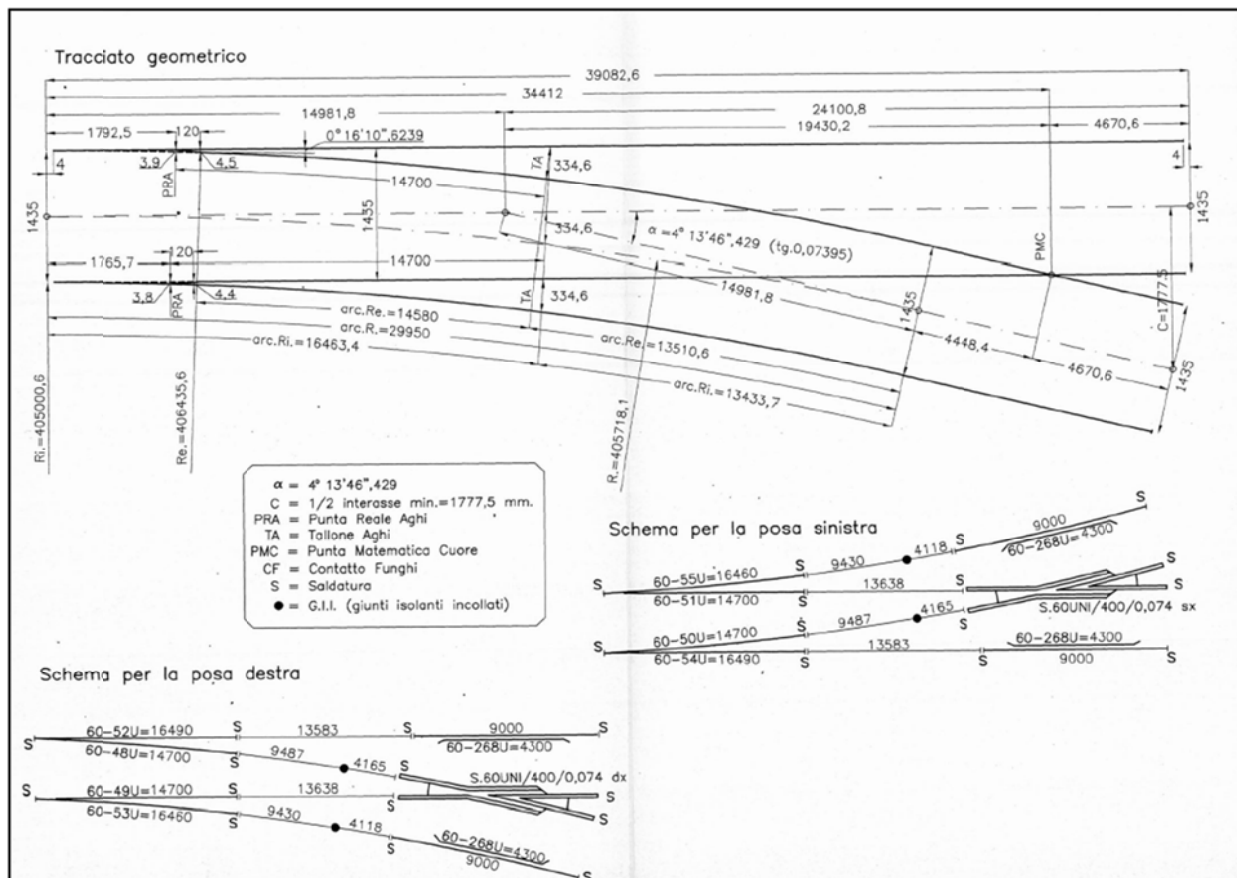 Tracciato geometrico
39082,6
34412
14981,8
24100,8
1792,5
120
0° 16'10",6239
19430,2
4670,6
4
3.9
4.5
PRA
14700
TA
334,6
4
1435
1435
334,6
α =4° 13'46",429 (tg.0,07395)
PMC
1435
120
1765,7
14700
3.8
4.4
PRA
TA
334,6
14981,8
1435
C=1777.5
arc.Re.=14580
arc.R.=29950
arc.Ri.=16463,4
arc.Re.=13510,6
4448,4
4670,6
1435
arc.Ri.=13433,7
Ri.=405000,6
Re.=406435,6
R.=405718,1
α = 4° 13'46",429
C = 1/2 interasse min.=1777,5 mm.
PRA = Punta Reale Aghi
TA = Tallone Aghi
PMC = Punta Matematica Cuore
CF = Contatto Funghi
S = Saldatura
= G.I.I. (giunti isolanti incollati)
Schema per la posa sinistra
S
9000
60-268U=4300
S
4118
9430
S
60-55U=16460
S
13638
S
60-51U=14700
S
S
S
S.60UNI/400/0,074 sx
4165
9487
S
60-50U=14700
S
60-268U=4300
S
60-54U=16490
S
13583
S
9000
S
Schema per la posa destra
60-52U=16490
S
13583
S
9000
S
S
60-48U=14700
S
9487
60-268U=4300
4165
S
S.60UNI/400/0,074 dx
S
60-49U=14700
S
13638
S
S
60-53U=16460
S
9430
4118
S
S
60-268U=4300
9000
S